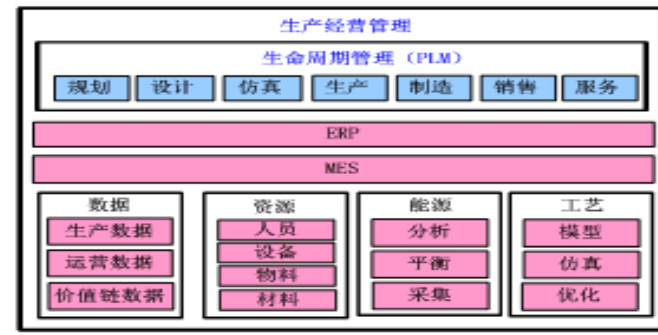 生产经营管理
生命周期管理（PLM）
规划 设计 仿真 生产 制造 销售 服务
ERP
MES
数据 资源 能源 工艺
生产数据 人员 分析 模型
运营数据 设备 平衡 仿真
物料
价值链数据 材料 采集 优化